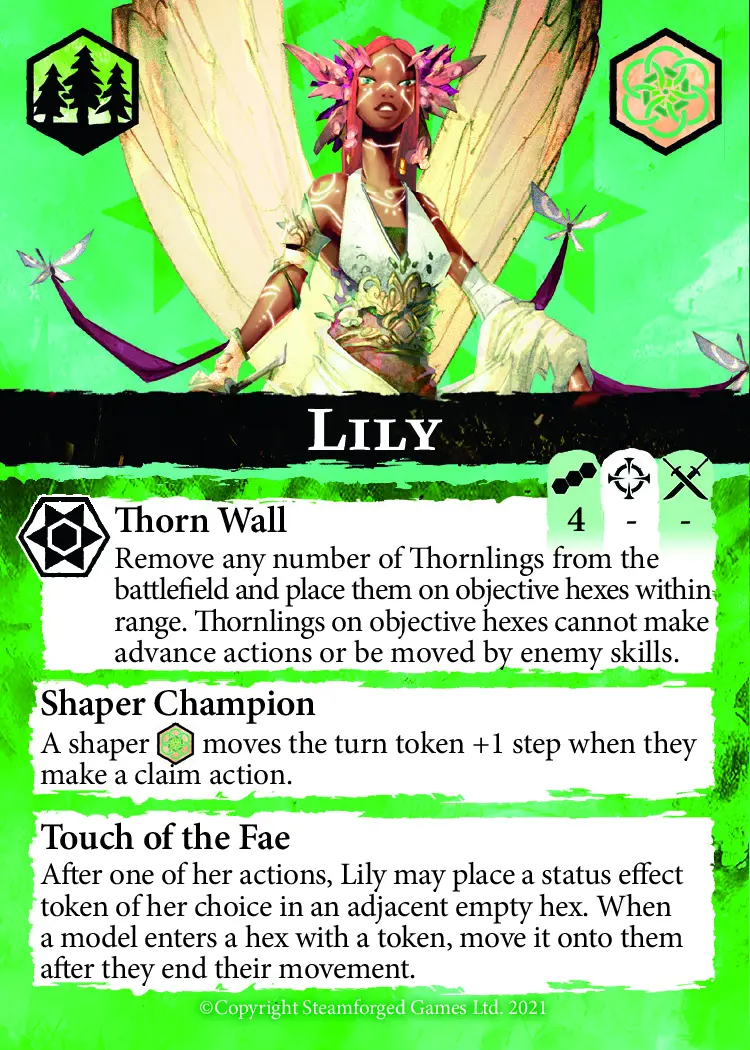 Lily
Thorn Wall
4 - -
Remove any number of Thornlings from the
battlefield and place them on objective hexes within
range. Thornlings on objective hexes cannot make
advance actions or be moved by enemy skills.
Shaper Champion
A shaper moves the turn token +1 step when they
make a claim action.
Touch of the Fae
After one of her actions, Lily may place a status effect
token of her choice in an adjacent empty hex. When
a model enters a hex with a token, move it onto them
after they end their movement.
©Copyright Steamforged Games Ltd. 2021